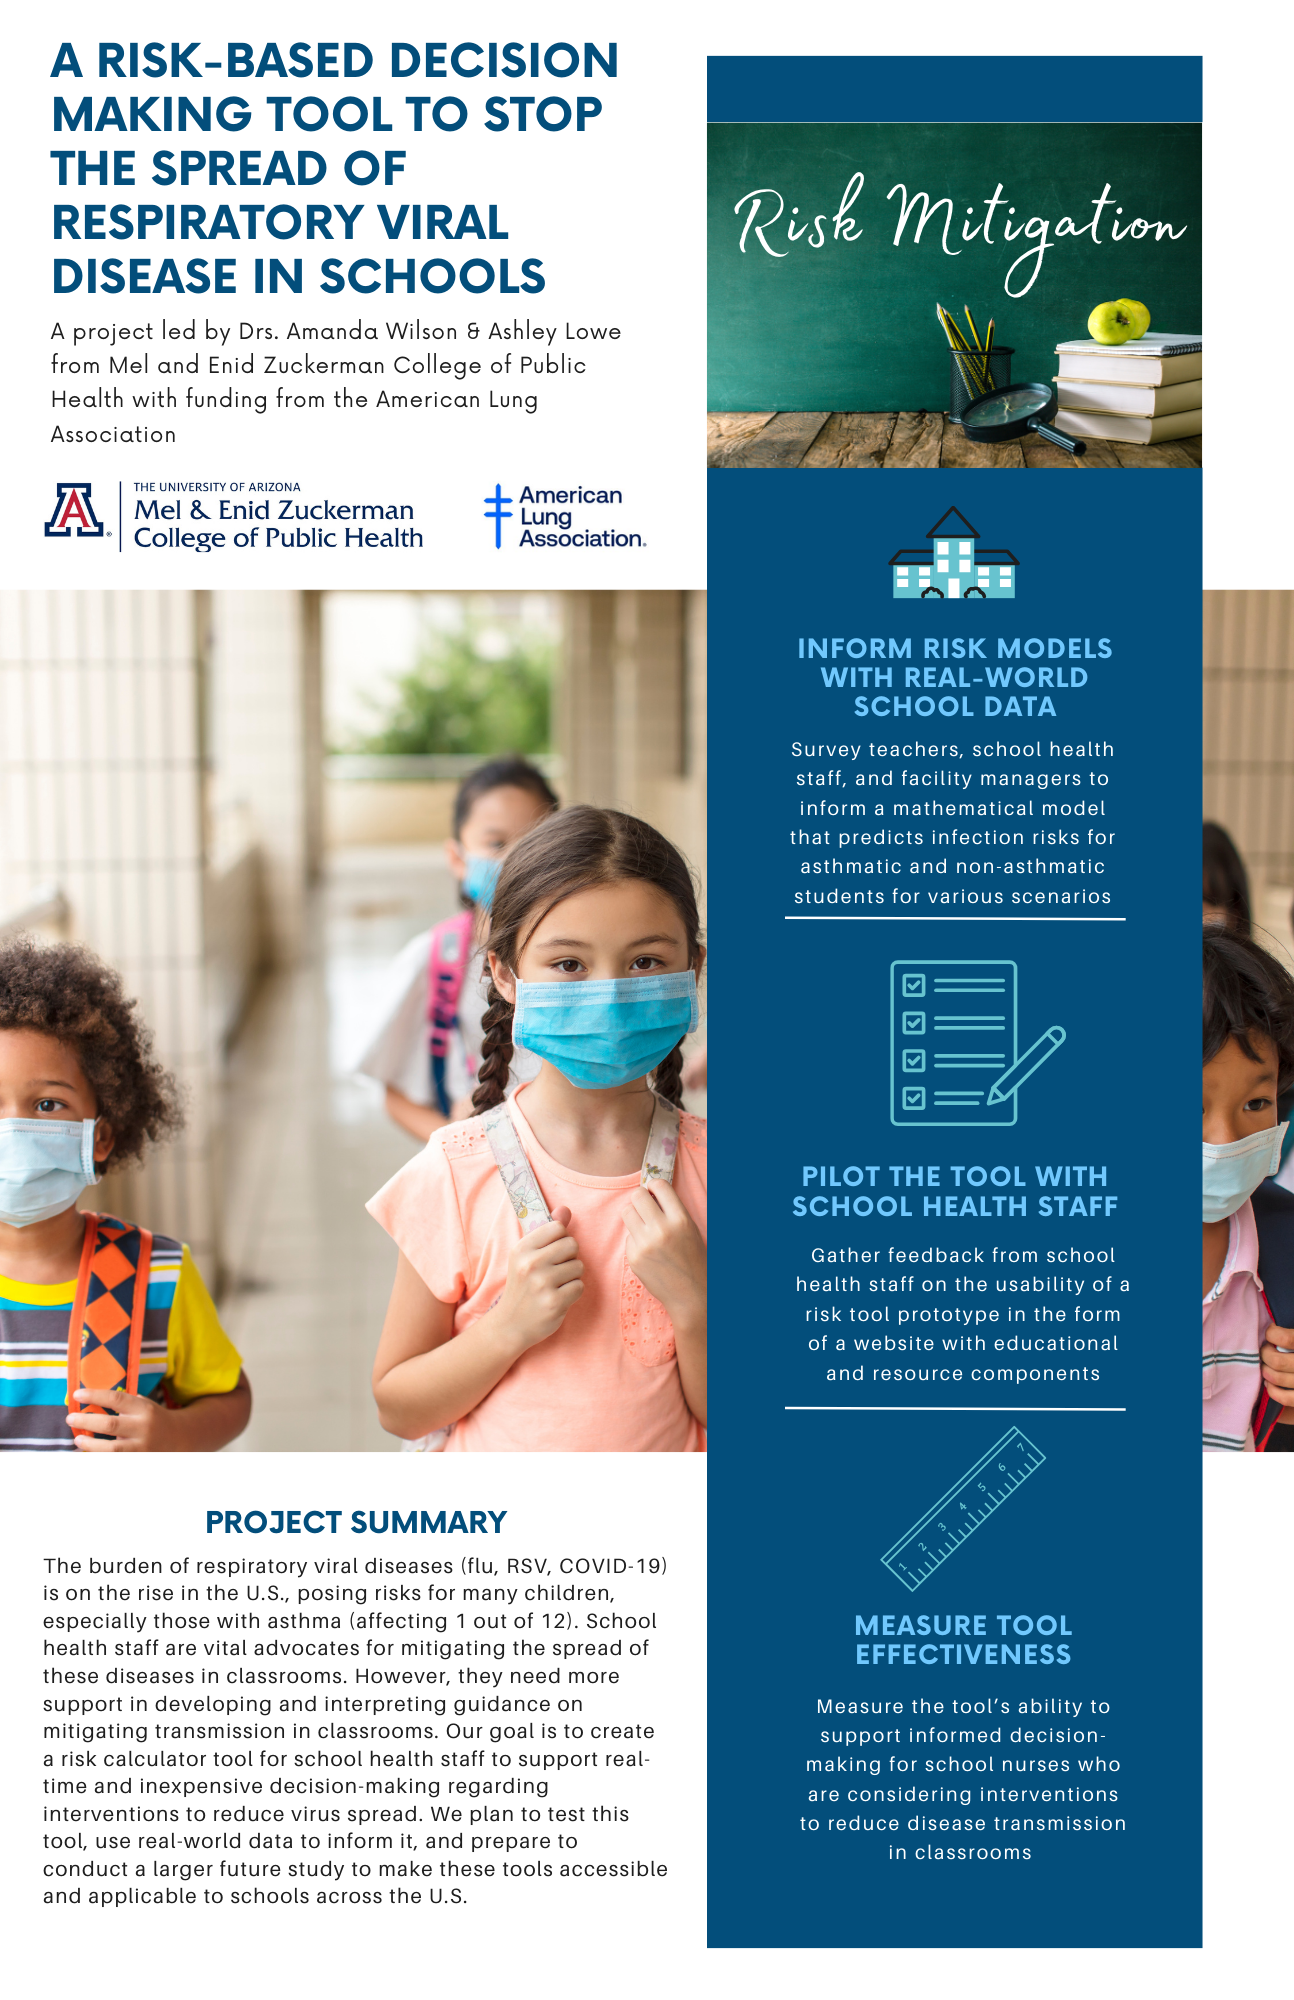 A RISK-BASED DECISION
MAKING TOOL TO STOP
THE SPREAD OF
RESPIRATORY VIRAL
DISEASE IN SCHOOLS
A project led by Drs. Amanda Wilson & Ashley Lowe
from Mel and Enid Zuckerman College of Public
Health with funding from the American Lung
Association
A®
THE UNIVERSITY OF ARIZONA
Mel & Enid Zuckerman
College of Public Health
American
Lung
Association.
Risk Mitigation
INFORM RISK MODELS
WITH REAL-WORLD
SCHOOL DATA
Survey teachers, school health
staff, and facility managers to
inform a mathematical model
that predicts infection risks for
asthmatic and non-asthmatic
students for various scenarios
PILOT THE TOOL WITH
SCHOOL HEALTH STAFF
Gather feedback from school
health staff on the usability of a
risk tool prototype in the form
of a website with educational
and resource components
1 2 3 4 5 6 7
MEASURE TOOL
EFFECTIVENESS
Measure the tool's ability to
support informed decision-
making for school nurses who
are considering interventions
to reduce disease transmission
in classrooms
PROJECT SUMMARY
The burden of respiratory viral diseases (flu, RSV, COVID-19)
is on the rise in the U.S., posing risks for many children,
especially those with asthma (affecting 1 out of 12). School
health staff are vital advocates for mitigating the spread of
these diseases in classrooms. However, they need more
support in developing and interpreting guidance on
mitigating transmission in classrooms. Our goal is to create
a risk calculator tool for school health staff to support real-
time and inexpensive decision-making regarding
interventions to reduce virus spread. We plan to test this
tool, use real-world data to inform it, and prepare to
conduct a larger future study to make these tools accessible
and applicable to schools across the U.S.